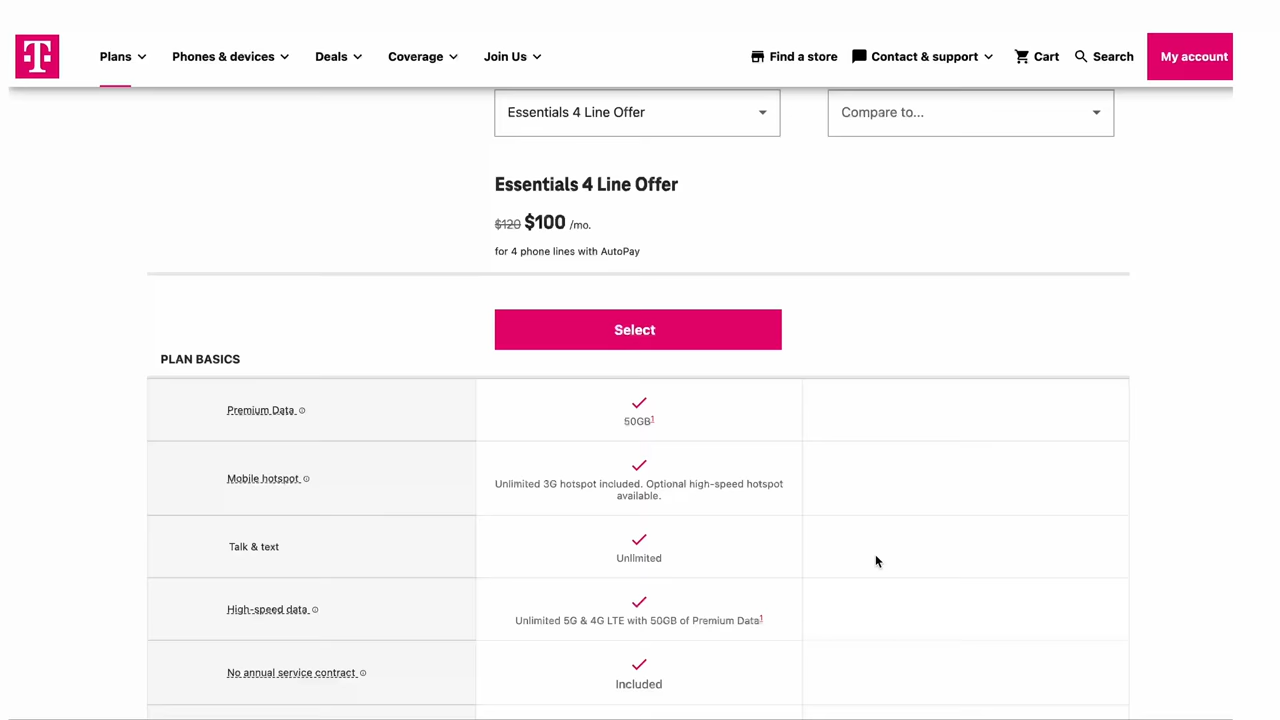 Plans
Phones & devices
Deals
Coverage
Join Us
Find a store
Contact & support
Cart
Search
My account
Essentials 4 Line Offer
Compare to...
Essentials 4 Line Offer
$120 $100 /mo.
for 4 phone lines with AutoPay
Select
PLAN BASICS
Premium Data
50GB1
Mobile hotspot
Unlimited 3G hotspot included. Optional high-speed hotspot
available.
Talk & text
Unlimited
High-speed data
Unlimited 5G & 4G LTE with 50GB of Premium Data1
No annual service contract
Included